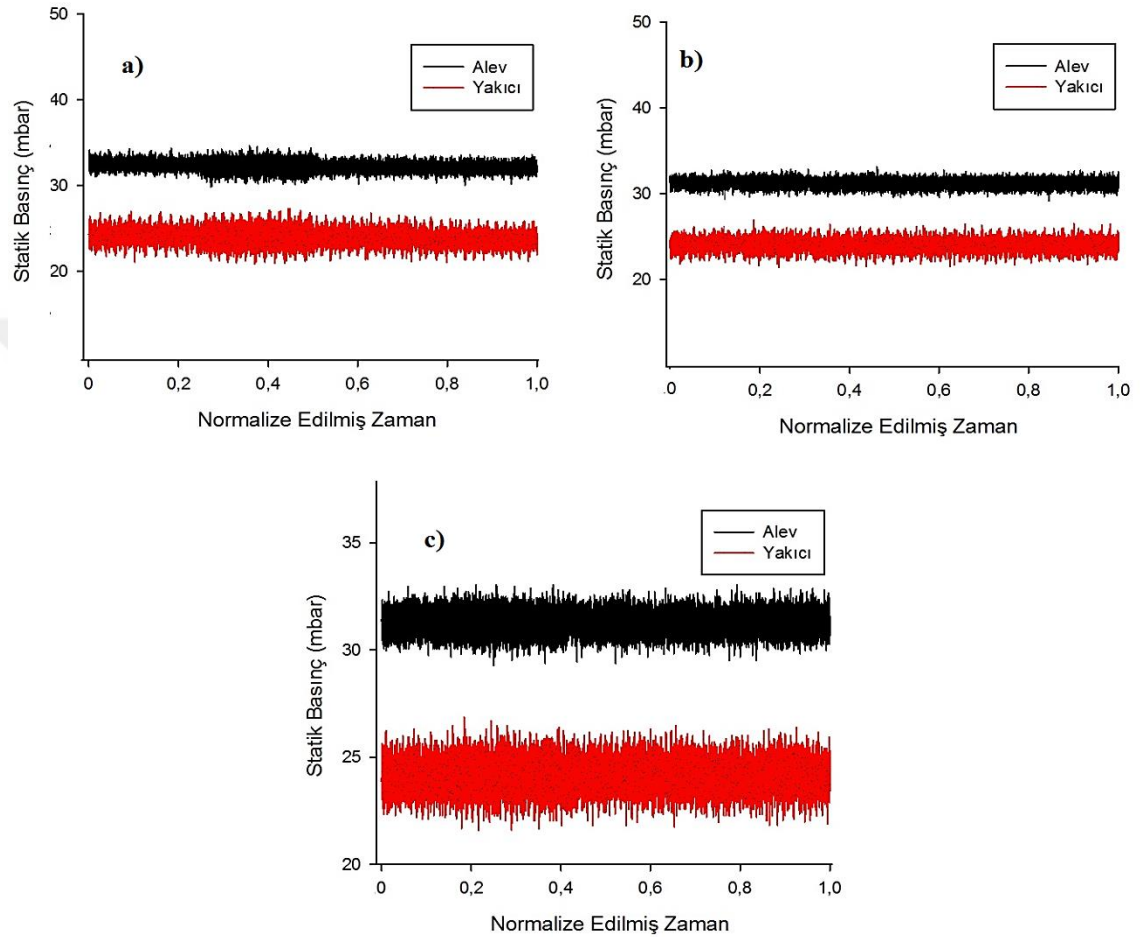 a)
Alev
Yakıcı
50
40
30
20
Statik Basınç (mbar)
0 0,2 0,4 0,6 0,8 1,0
Normalize Edilmiş Zaman
b)
Alev
Yakıcı
50
40
30
20
Statik Basınç (mbar)
.0 0,2 0,4 0,6 0,8 1,0
Normalize Edilmiş Zaman
c)
Alev
Yakıcı
35
30
25
20
Statik Basınç (mbar)
.0 0,2 0,4 0,6 0,8 1,0
Normalize Edilmiş Zaman